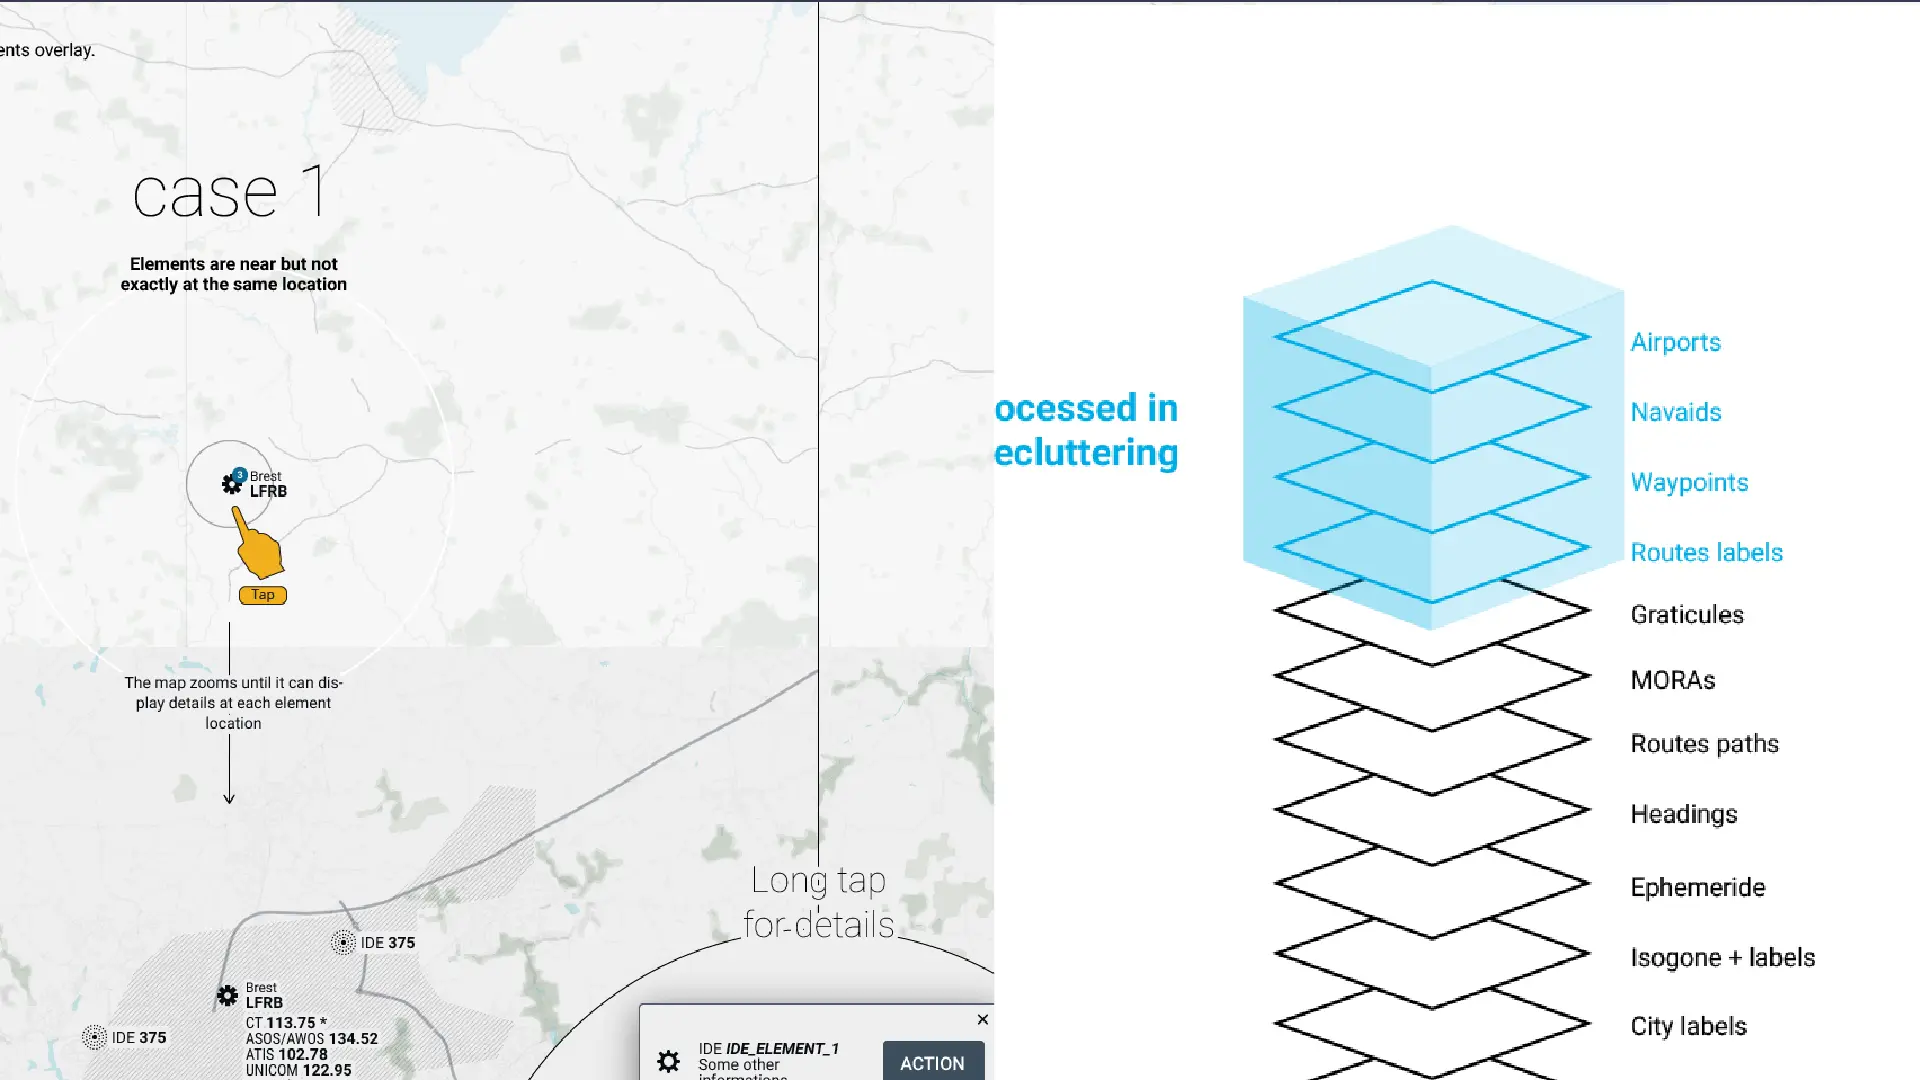 ents overlay.
case 1
Elements are near but not
exactly at the same location
3
Brest
LFRB
Tap
The map zooms until it can dis-
play details at each element
location
IDE 375
Brest
LFRB
CT 113.75 *
ASOS/AWOS 134.52
ATIS 102.78
UNICOM 122.95
IDE 375
Long tap
for details
IDE IDE_ELEMENT_1
Some other
informations
ACTION
ocessed in
ecluttering
Airports
Navaids
Waypoints
Routes labels
Graticules
MORAs
Routes paths
Headings
Ephemeride
Isogone + labels
City labels